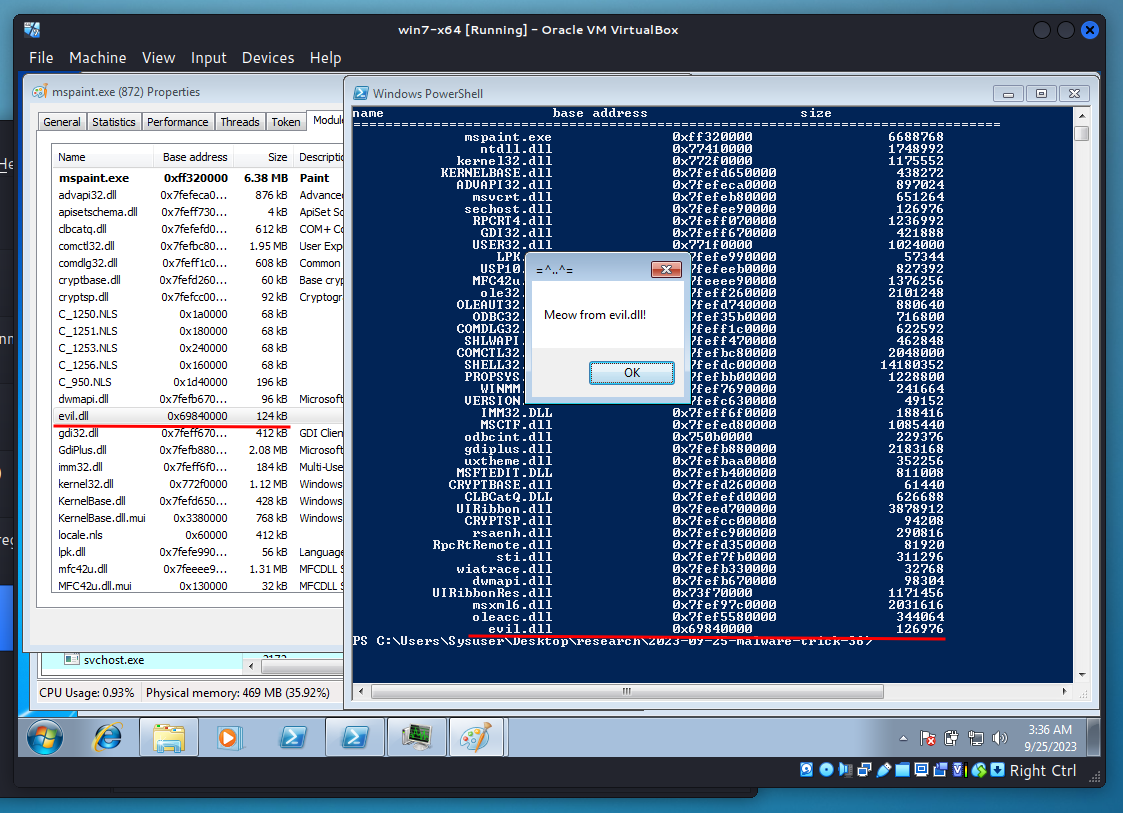 win7-x64 [Running] - Oracle VM VirtualBox
File Machine View Input Devices Help
mspaint.exe (872) Properties
General Statistics Performance Threads Token Module
Name Base address Size Descriptic
mspaint.exe 0xff320000 6.38 MB Paint
advapi32.dll 0x7fefeca0... 876 kB Advanced
apisetschema.dll 0x7feff730... 4 kB ApiSet Sc
clbcatq.dll 0x7fefefd0... 612 kB COM+ Co
comctl32.dll 0x7fefbc80... 1.95 MB User Expe
comdlg32.dll 0x7feff1c0... 608 kB Common
cryptbase.dll 0x7fefd260... 60 kB Base cryp
cryptsp.dll 0x7fefcc00... 92 kB Cryptogr
C_1250.NLS 0x1a0000 68 kB
C_1251.NLS 0x180000 68 kB
C_1253.NLS 0x240000 68 kB
C_1256.NLS 0x160000 68 kB
C_950.NLS 0x1d40000 196 kB
dwmapi.dll 0x7fefb670... 96 kB Microsoft
evil.dll 0x69840000 124 kB
gdi32.dll 0x7feff670... 412 kB GDI Clien
GdiPlus.dll 0x7fefb880... 2.08 MB Microsoft
imm32.dll 0x7feff6f0... 184 kB Multi-Use
kernel32.dll 0x772f0000 1.12 MB Windows
KernelBase.dll 0x7fefd650... 428 kB Windows
KernelBase.dll.mui 0x3380000 768 kB Windows
locale.nls 0x60000 412 kB
lpk.dll 0x7fefe990... 56 kB Language
mfc42u.dll 0x7feeee9... 1.31 MB MFCDLL S
MFC42u.dll.mui 0x130000 32 kB MFCDLL S
svchost.exe
CPU Usage: 0.93% Physical memory: 469 MB (35.92%)
Windows PowerShell
name base address size
================================================================================
mspaint.exe 0xff320000 6688768
ntdll.dll 0x77410000 1748992
kernel32.dll 0x772f0000 1175552
KERNELBASE.dll 0x7fefd650000 438272
ADVAPI32.dll 0x7fefeca0000 897024
msvcrt.dll 0x7fefeb80000 651264
sechost.dll 0x7fefee90000 126976
RPCRT4.dll 0x7feff070000 1236992
GDI32.dll 0x7feff670000 421888
USER32.dll 0x771f0000 1024000
LPK. 7fefe990000 57344
USP10. 7fefeeb0000 827392
MFC42u. 7feeee90000 1376256
ole32. 7feff260000 2101248
OLEAUT32. 7fefd740000 880640
ODBC32. 7fef35b0000 716800
COMDLG32. 7feff1c0000 622592
SHLWAPI. 7feff470000 462848
COMCTL32. 7fefbc80000 2048000
SHELL32. 7fefdc00000 14180352
PROPSYS. 7fefbb00000 1228800
WINMM. 7fef7690000 241664
VERSION. 7fefc630000 49152
IMM32.DLL 0x7feff6f0000 188416
MSCTF.dll 0x7fefed80000 1085440
odbcint.dll 0x750b0000 229376
gdiplus.dll 0x7fefb880000 2183168
uxtheme.dll 0x7fefbaa0000 352256
MSFTEDIT.DLL 0x7fefb400000 811008
CRYPTBASE.dll 0x7fefd260000 61440
CLBCatQ.DLL 0x7fefefd0000 626688
UIRibbon.dll 0x7feed700000 3878912
CRYPTSP.dll 0x7fefcc00000 94208
rsaenh.dll 0x7fefc900000 290816
RpcRtRemote.dll 0x7fefd350000 81920
sti.dll 0x7fef7fb0000 311296
wiatrace.dll 0x7fefb330000 32768
dwmapi.dll 0x7fefb670000 98304
UIRibbonRes.dll 0x73f70000 1171456
msxml6.dll 0x7fef97c0000 2031616
oleacc.dll 0x7fef5580000 344064
evil.dll 0x69840000 126976
PS C:\Users\Sysuser\Desktop\research\2023-09-25-malware-trick-36>
=^..^=
Meow from evil.dll!
OK
3:36 AM
9/25/2023
Right Ctrl